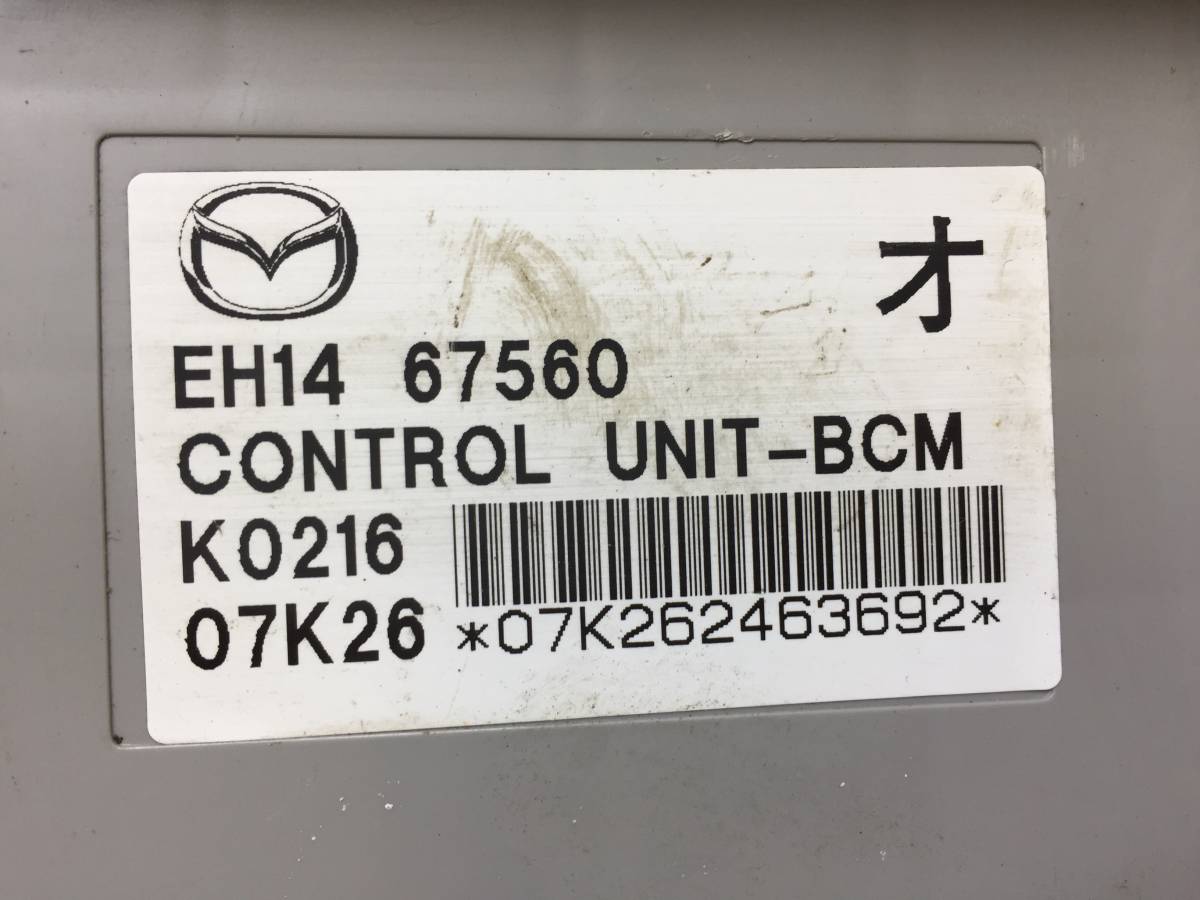 オ
EH14 67560
CONTROL UNIT-BCM
K0216
07K26
*07K262463692*